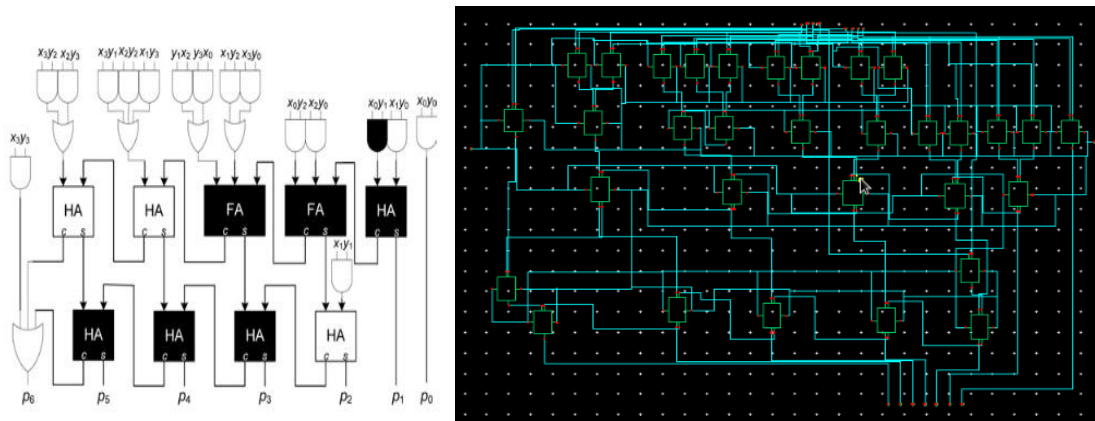 x3y2 x2y3 x3y1 x2y2 x1y3 y1x2 y3x0 x1y2 x3y0
x0y2 x2y0 x0y1 x1y0 x0y0
x3y3
HA HA FA FA HA
c s c s c s c s c s
x1y1
HA HA HA HA
c s c s c s c s
p6 p5 p4 p3 p2 p1 p0